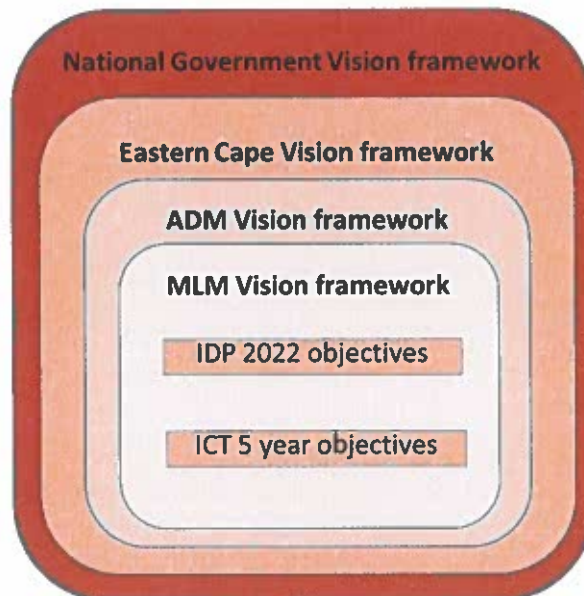 National Government Vision framework
Eastern Cape Vision framework
ADM Vision framework
MLM Vision framework
IDP 2022 objectives
ICT 5 year objectives